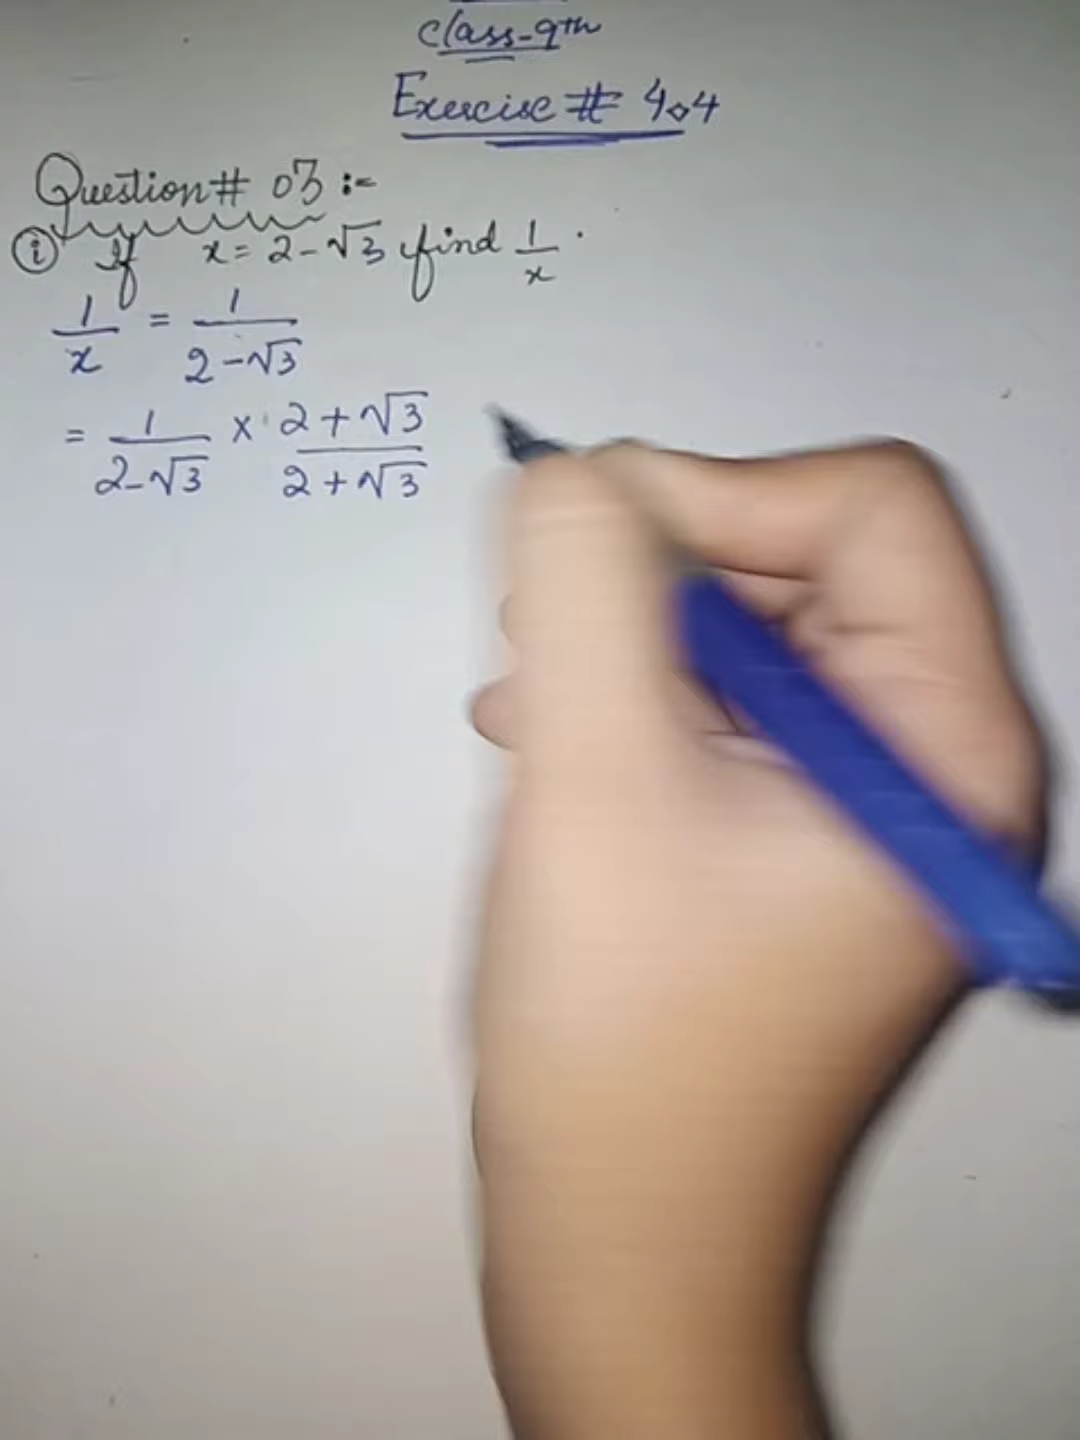 Class-9th
Exercise # 4.4
Question# 03 :-
(i) If x = 2-√3 find 1/x .
1/x = 1/(2-√3)
= 1/(2-√3) × (2+√3)/(2+√3)